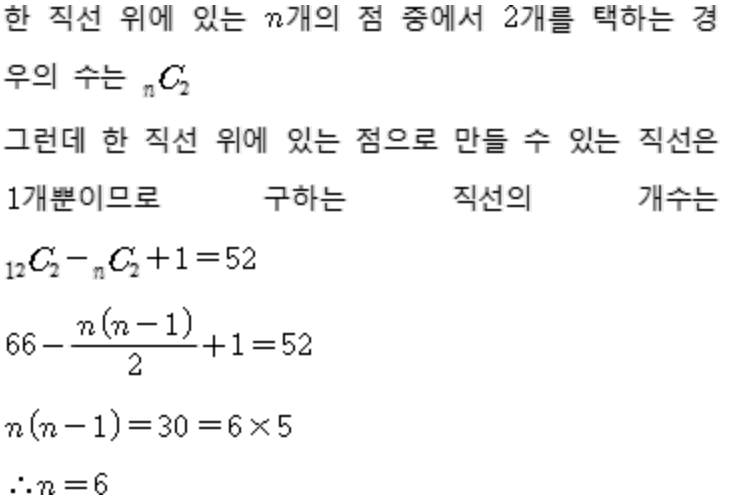 한 직선 위에 있는 n개의 점 중에서 2개를 택하는 경
우의 수는 ₙC₂
그런데 한 직선 위에 있는 점으로 만들 수 있는 직선은
1개뿐이므로 구하는 직선의 개수는
₁₂C₂−ₙC₂+1=52
66−n(n−1)/2+1=52
n(n−1)=30=6×5
∴n=6